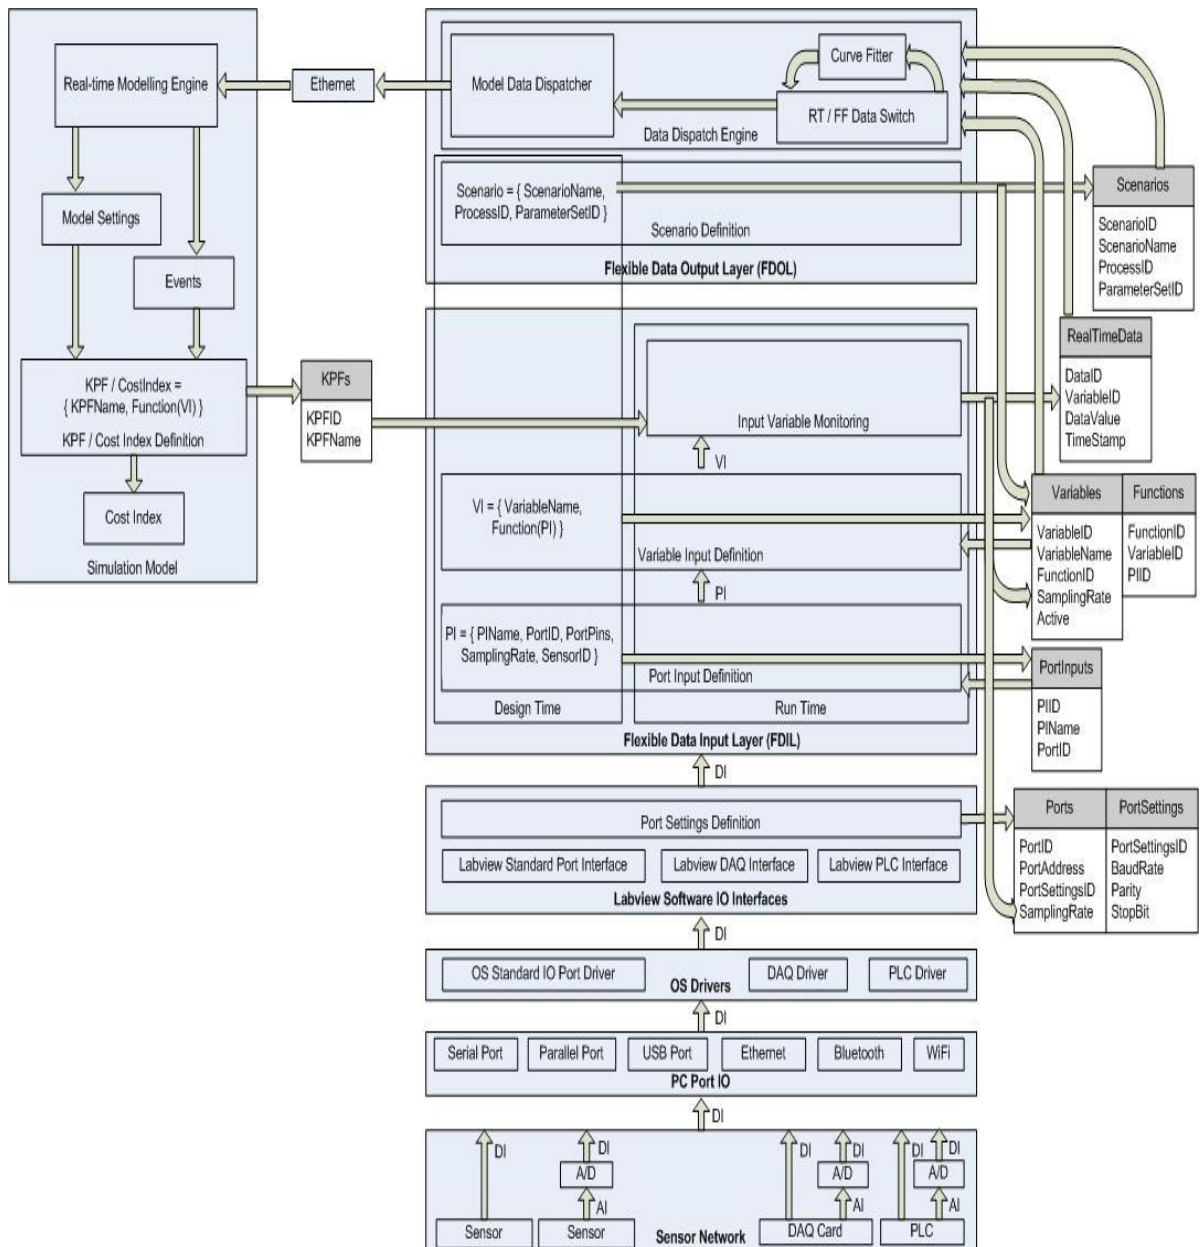 Real-time Modelling Engine
Model Settings
Events
KPF / CostIndex =
{ KPFName, Function(VI) }
KPF / Cost Index Definition
Cost Index
Simulation Model
Ethernet
KPFs
KPFID
KPFName
Model Data Dispatcher
Curve Fitter
RT / FF Data Switch
Data Dispatch Engine
Scenario = { ScenarioName,
ProcessID, ParameterSetID }
Scenario Definition
Flexible Data Output Layer (FDOL)
Input Variable Monitoring
VI
VI = { VariableName,
Function(PI) }
Variable Input Definition
PI
PI = { PIName, PortID, PortPins,
SamplingRate, SensorID }
Port Input Definition
Design Time
Run Time
Flexible Data Input Layer (FDIL)
DI
Port Settings Definition
Labview Standard Port Interface
Labview DAQ Interface
Labview PLC Interface
Labview Software IO Interfaces
DI
OS Standard IO Port Driver
DAQ Driver
PLC Driver
OS Drivers
DI
Serial Port
Parallel Port
USB Port
Ethernet
Bluetooth
WiFi
PC Port IO
DI
DI
DI
DI
DI
DI
DI
A/D
A/D
A/D
AI
AI
AI
Sensor
Sensor
Sensor Network
DAQ Card
PLC
Scenarios
ScenarioID
ScenarioName
ProcessID
ParameterSetID
RealTimeData
DataID
VariableID
DataValue
TimeStamp
Variables
VariableID
VariableName
FunctionID
SamplingRate
Active
Functions
FunctionID
VariableID
PIID
PortInputs
PIID
PIName
PortID
Ports
PortID
PortAddress
PortSettingsID
SamplingRate
PortSettings
PortSettingsID
BaudRate
Parity
StopBit